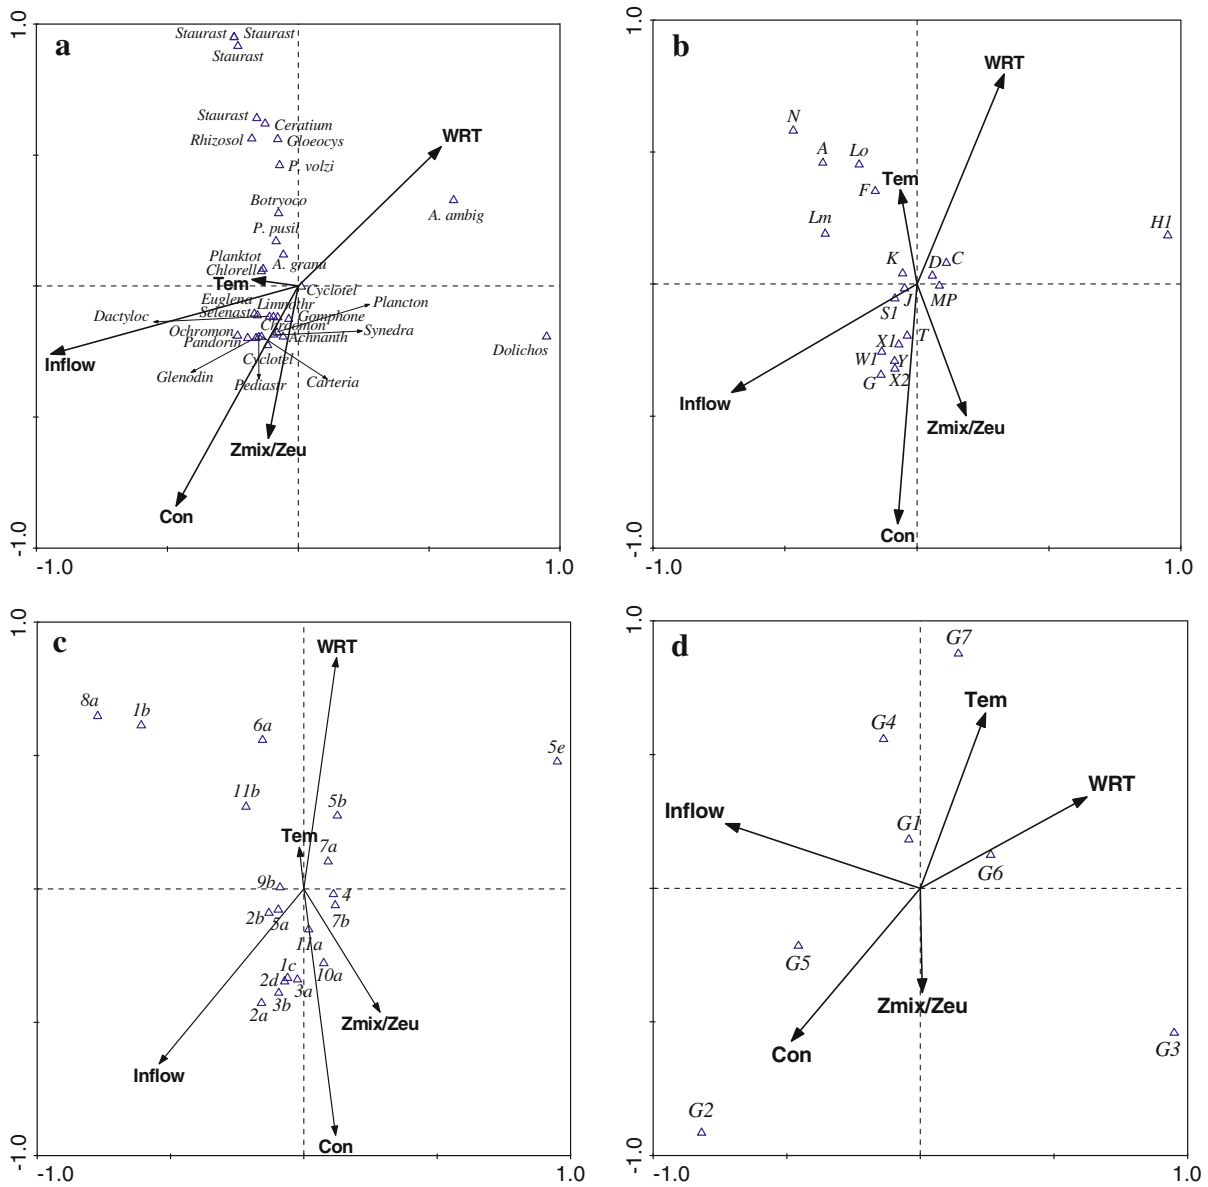 a
1.0
Staurast Staurast
Staurast
Staurast
Ceratium
Rhizosol
Gloeocys
P. volzi
WRT
Botryoco
A. ambig
P. pusil
Planktot
A. granu
Chlorell
Tem
Cyclotel
Euglena
Limnothr
Plancton
Selenast
Dactyloc
Gomphone
Chroomon
Synedra
Ochromon
Achnanth
Pandorin
Dolichos
Inflow
Cyclotel
Glenodin
Pediastr
Carteria
Zmix/Zeu
Con
-1.0
-1.0 1.0
b
1.0
WRT
N
A
Lo
Tem
F
Lm
H1
K
D
C
J
MP
S1
X1
T
W1
Y
G
X2
Inflow
Zmix/Zeu
Con
-1.0
-1.0 1.0
c
1.0
WRT
8a
1b
6a
5e
11b
5b
Tem
7a
9b
4
2b
5a
7b
11a
1c
10a
2d
3a
3b
2a
Zmix/Zeu
Inflow
Con
-1.0
-1.0 1.0
d
1.0
G7
Tem
G4
WRT
Inflow
G1
G6
G5
Zmix/Zeu
Con
G3
G2
-1.0
-1.0 1.0